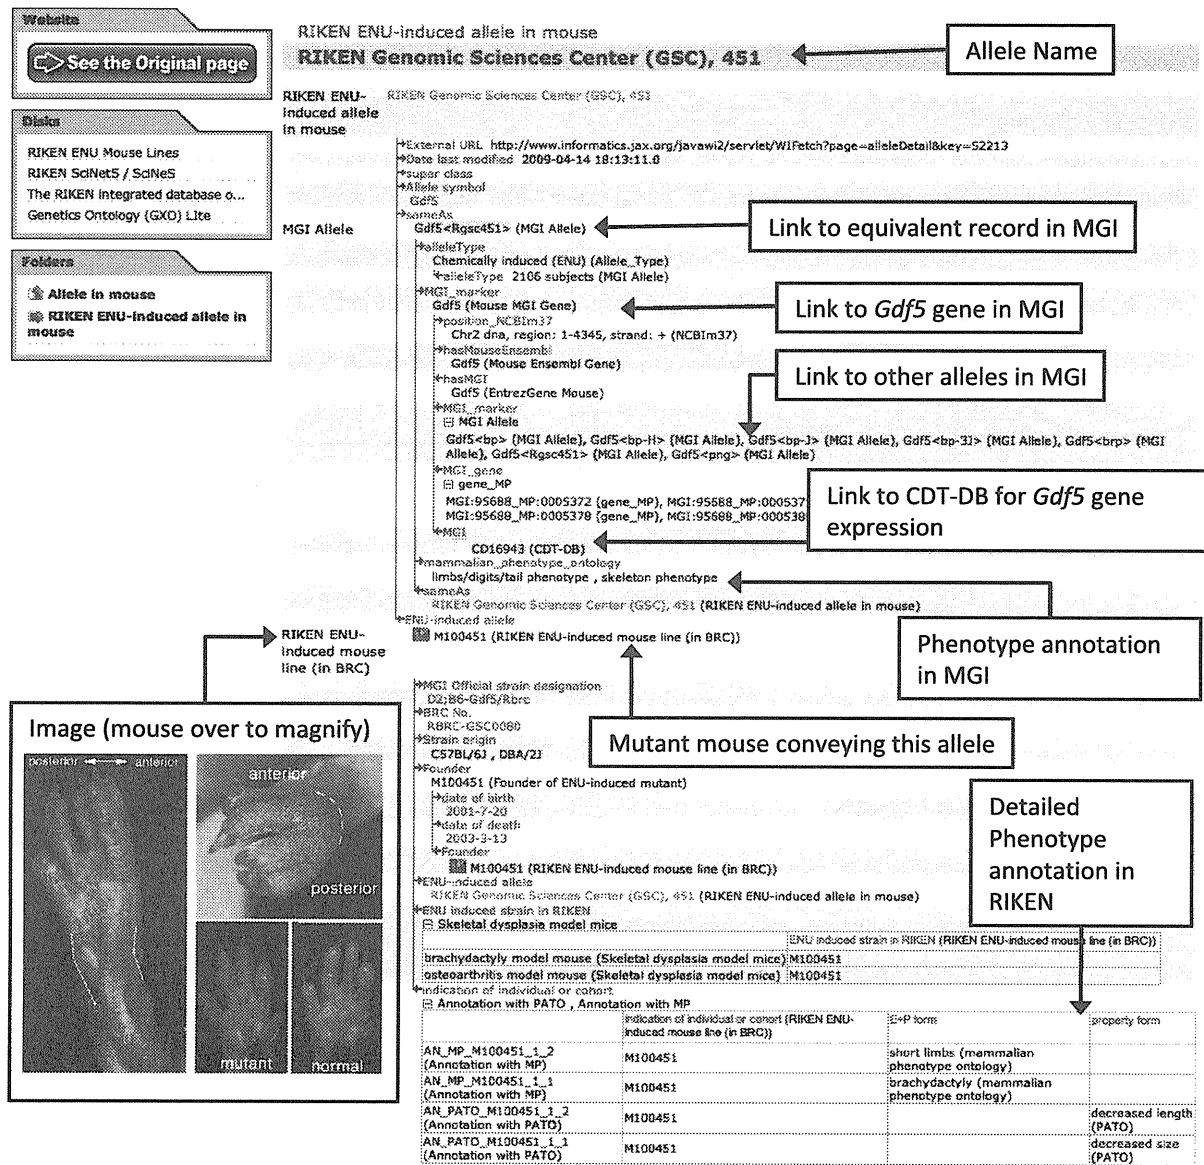 Website
See the Original page
Disks
RIKEN ENU Mouse Lines
RIKEN SciNetS / SciNeS
The RIKEN integrated database o...
Genetics Ontology (GXO) Lite
Folders
Allele in mouse
RIKEN ENU-induced allele in
mouse
RIKEN ENU-induced allele in mouse
RIKEN Genomic Sciences Center (GSC), 451
Allele Name
RIKEN ENU-
induced allele
in mouse
RIKEN Genomic Sciences Center (GSC), 451
External URL http://www.informatics.jax.org/javawi2/servlet/WIFetch?page=alleleDetail&key=52213
Date last modified 2009-04-14 18:13:11.0
super class
Allele symbol
Gdf5
sameAs
MGI Allele
Gdf5<Rgsc451> (MGI Allele)
Link to equivalent record in MGI
alleleType
Chemically induced (ENU) (Allele_Type)
alleleType 2106 subjects (MGI Allele)
MGI_marker
Gdf5 (Mouse MGI Gene)
Link to Gdf5 gene in MGI
position_NCBIm37
Chr2 dna, region: 1-4345, strand: + (NCBIm37)
hasMouseEnsembl
Gdf5 (Mouse Ensembl Gene)
hasMGI
Gdf5 (EntrezGene Mouse)
Link to other alleles in MGI
MGI_marker
MGI Allele
Gdf5<bp> (MGI Allele), Gdf5<bp-H> (MGI Allele), Gdf5<bp-J> (MGI Allele), Gdf5<bp-3J> (MGI Allele), Gdf5<brp> (MGI
Allele), Gdf5<Rgsc451> (MGI Allele), Gdf5<png> (MGI Allele)
MGI_gene
gene_MP
MGI:95688_MP:0005372 (gene_MP), MGI:95688_MP:000537
MGI:95688_MP:0005378 (gene_MP), MGI:95688_MP:000538
Link to CDT-DB for Gdf5 gene
expression
MGI
CD16943 (CDT-DB)
mammalian_phenotype_ontology
limbs/digits/tail phenotype , skeleton phenotype
sameAs
RIKEN Genomic Sciences Center (GSC), 451 (RIKEN ENU-induced allele in mouse)
ENU-induced allele
Phenotype annotation
in MGI
RIKEN ENU-
induced mouse
line (in BRC)
M100451 (RIKEN ENU-induced mouse line (in BRC))
MGI Official strain designation
D2;B6-Gdf5/Rbrc
BRC No.
RBRC-GSC0080
Strain origin
C57BL/6J , DBA/2J
Mutant mouse conveying this allele
Founder
M100451 (Founder of ENU-induced mutant)
date of birth
2001-7-20
date of death
2003-3-13
Founder
M100451 (RIKEN ENU-induced mouse line (in BRC))
ENU-induced allele
RIKEN Genomic Sciences Center (GSC), 451 (RIKEN ENU-induced allele in mouse)
ENU induced strain in RIKEN
Skeletal dysplasia model mice
Image (mouse over to magnify)
posterior anterior
anterior
posterior
mutant
normal
Detailed
Phenotype
annotation in
RIKEN
ENU induced strain in RIKEN (RIKEN ENU-induced mouse line (in BRC))
brachydactyly model mouse (Skeletal dysplasia model mice) M100451
osteoarthritis model mouse (Skeletal dysplasia model mice) M100451
indication of individual or cohort
Annotation with PATO , Annotation with MP
indication of individual or cohort (RIKEN ENU-
induced mouse line (in BRC))
E+P form
property form
AN_MP_M100451_1_2
(Annotation with MP)
M100451
short limbs (mammalian
phenotype ontology)
AN_MP_M100451_1_1
(Annotation with MP)
M100451
brachydactyly (mammalian
phenotype ontology)
AN_PATO_M100451_1_2
(Annotation with PATO)
M100451
decreased length
(PATO)
AN_PATO_M100451_1_1
(Annotation with PATO)
M100451
decreased size
(PATO)